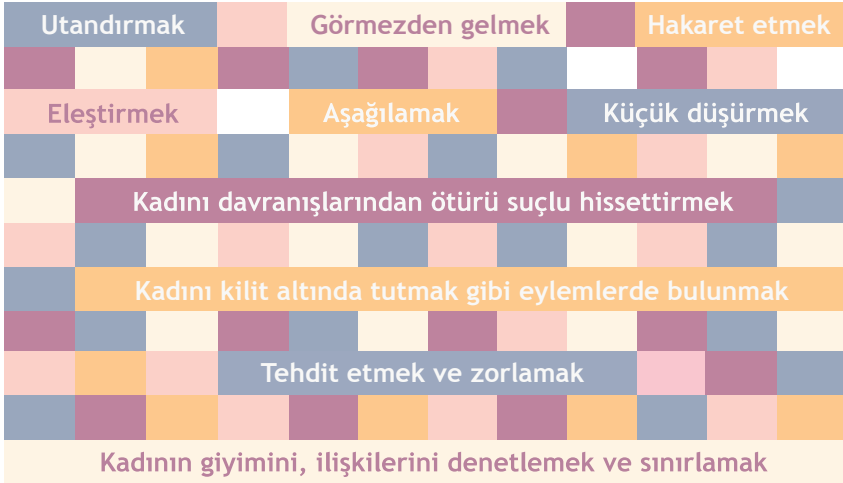 Utandırmak
Görmezden gelmek
Hakaret etmek
Eleştirmek
Aşağılamak
Küçük düşürmek
Kadını davranışlarından ötürü suçlu hissettirmek
Kadını kilit altında tutmak gibi eylemlerde bulunmak
Tehdit etmek ve zorlamak
Kadının giyimini, ilişkilerini denetlemek ve sınırlamak